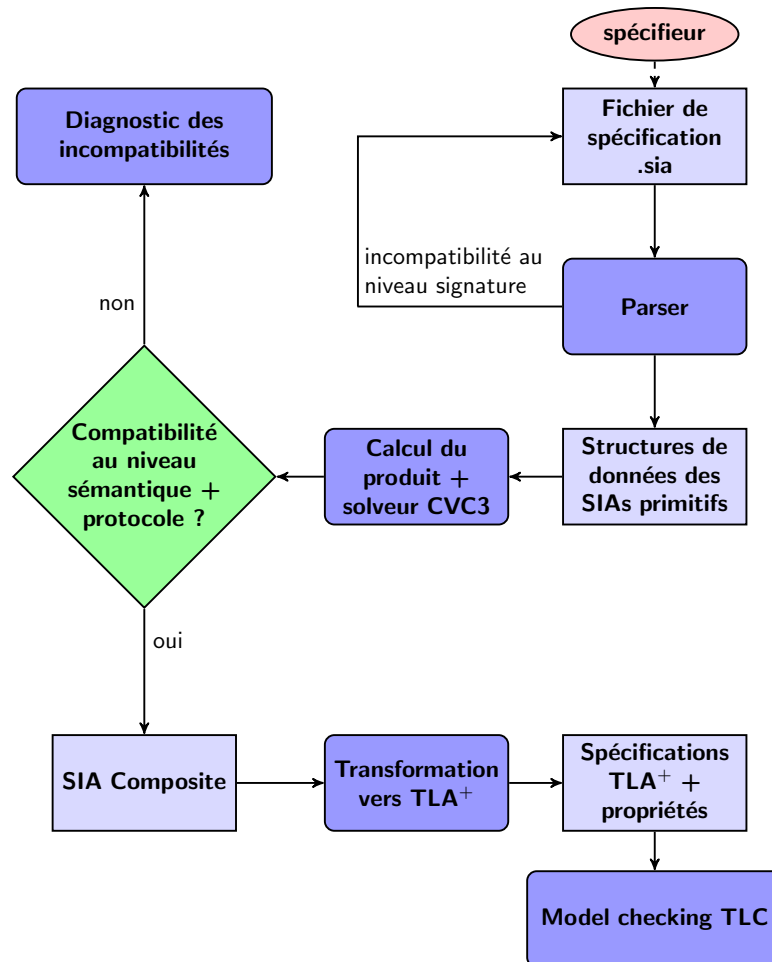 spécifieur
Diagnostic des
incompatibilités
Fichier de
spécification
.sia
incompatibilité au
niveau signature
Parser
non
Compatibilité
au niveau
sémantique +
protocole ?
Calcul du
produit +
solveur CVC3
Structures de
données des
SIAs primitifs
oui
SIA Composite
Transformation
vers TLA⁺
Spécifications
TLA⁺ +
propriétés
Model checking TLC